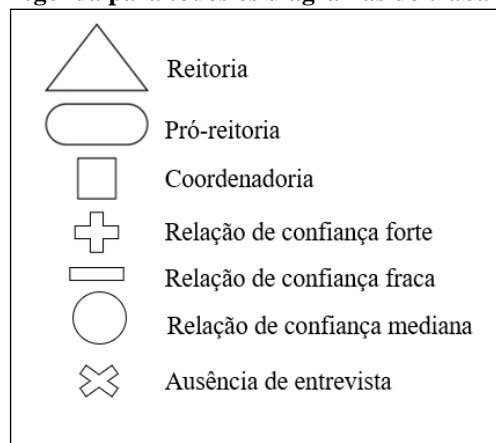 Reitoria
Pró-reitoria
Coordenadoria
Relação de confiança forte
Relação de confiança fraca
Relação de confiança mediana
Ausência de entrevista